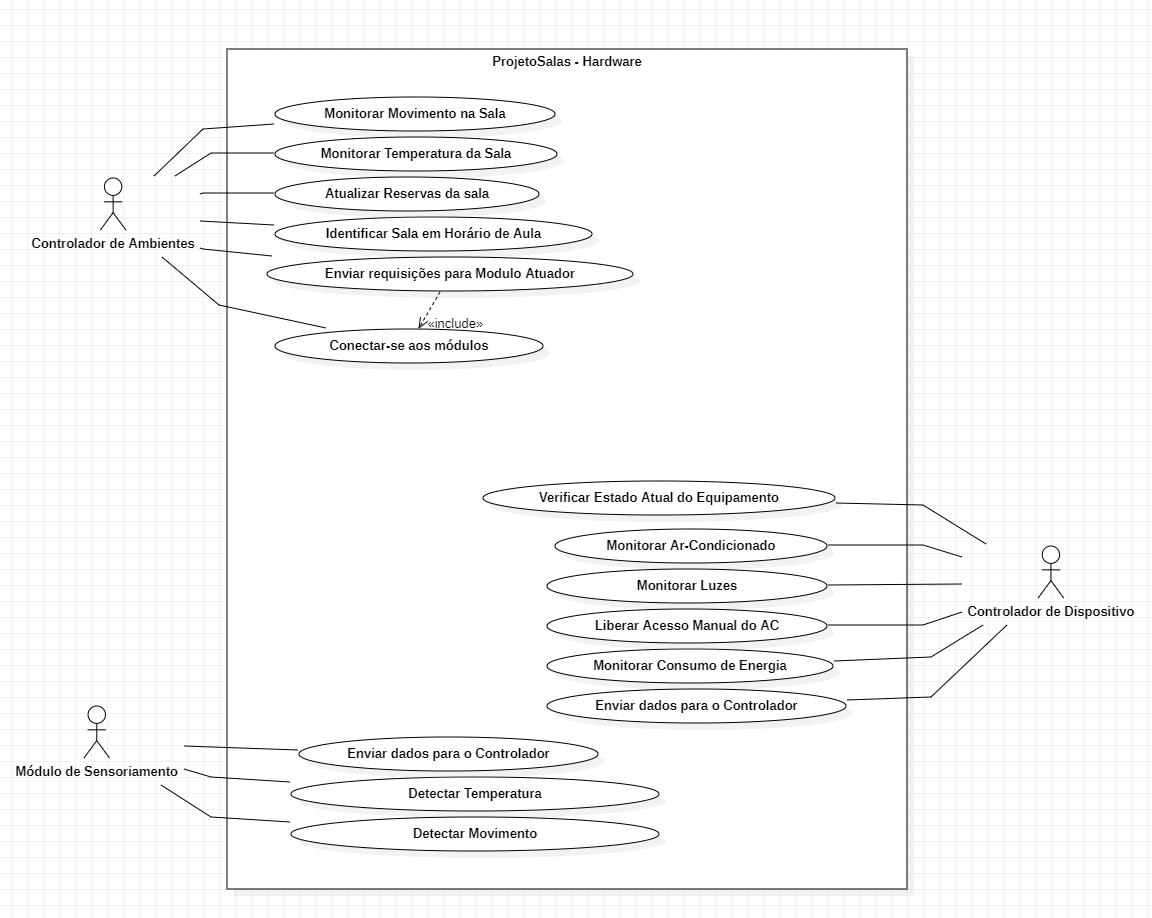 ProjetoSalas - Hardware
Monitorar Movimento na Sala
Monitorar Temperatura da Sala
Atualizar Reservas da sala
Identificar Sala em Horário de Aula
Controlador de Ambientes
Enviar requisições para Modulo Atuador
«include»
Conectar-se aos módulos
Verificar Estado Atual do Equipamento
Monitorar Ar-Condicionado
Monitorar Luzes
Controlador de Dispositivo
Liberar Acesso Manual do AC
Monitorar Consumo de Energia
Enviar dados para o Controlador
Enviar dados para o Controlador
Módulo de Sensoriamento
Detectar Temperatura
Detectar Movimento